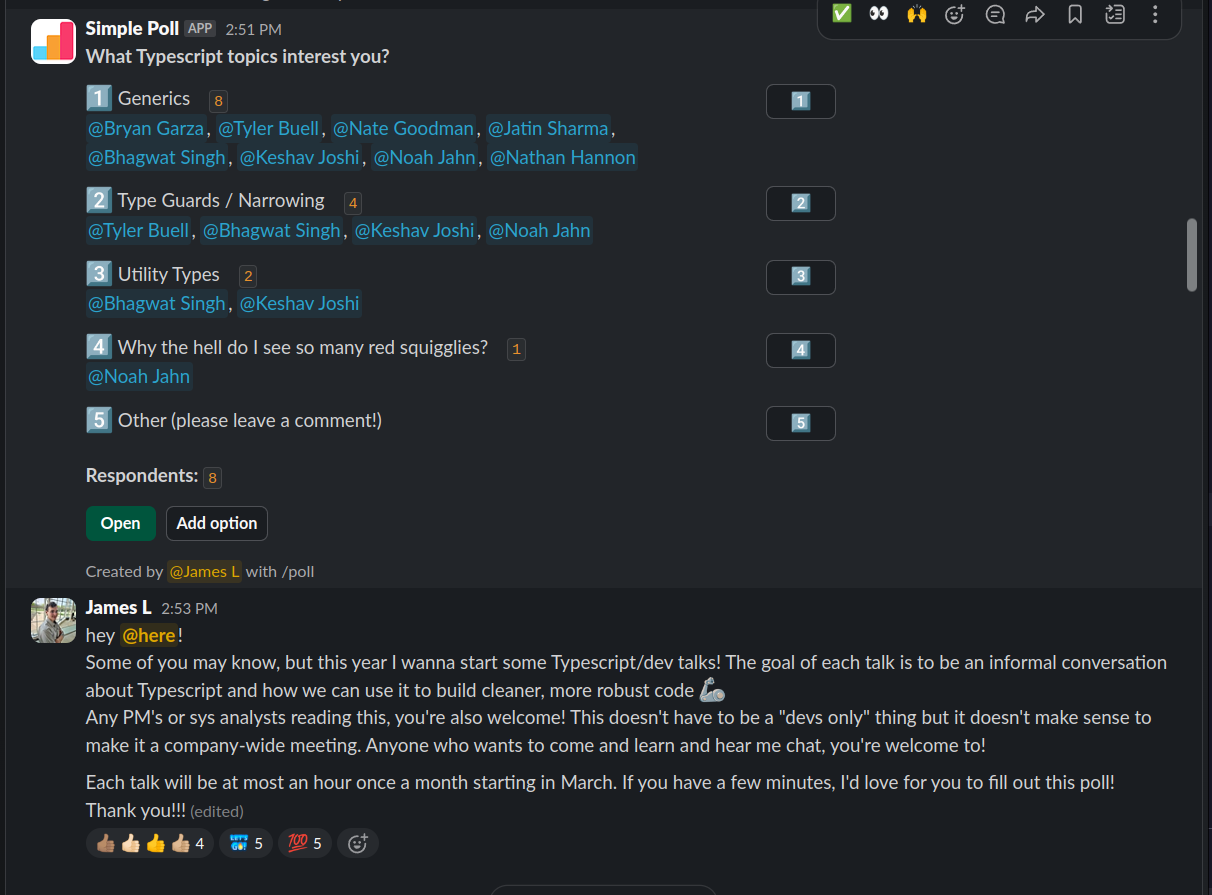 Simple Poll APP 2:51 PM
What Typescript topics interest you?
1 Generics 8
@Bryan Garza, @Tyler Buell, @Nate Goodman, @Jatin Sharma,
@Bhagwat Singh, @Keshav Joshi, @Noah Jahn, @Nathan Hannon
1
2 Type Guards / Narrowing 4
@Tyler Buell, @Bhagwat Singh, @Keshav Joshi, @Noah Jahn
2
3 Utility Types 2
@Bhagwat Singh, @Keshav Joshi
3
4 Why the hell do I see so many red squigglies? 1
@Noah Jahn
4
5 Other (please leave a comment!)
5
Respondents: 8
Open Add option
Created by @James L with /poll
James L 2:53 PM
hey @here!
Some of you may know, but this year I wanna start some Typescript/dev talks! The goal of each talk is to be an informal conversation
about Typescript and how we can use it to build cleaner, more robust code
Any PM's or sys analysts reading this, you're also welcome! This doesn't have to be a "devs only" thing but it doesn't make sense to
make it a company-wide meeting. Anyone who wants to come and learn and hear me chat, you're welcome to!
Each talk will be at most an hour once a month starting in March. If you have a few minutes, I'd love for you to fill out this poll!
Thank you!!! (edited)
4 5 100 5